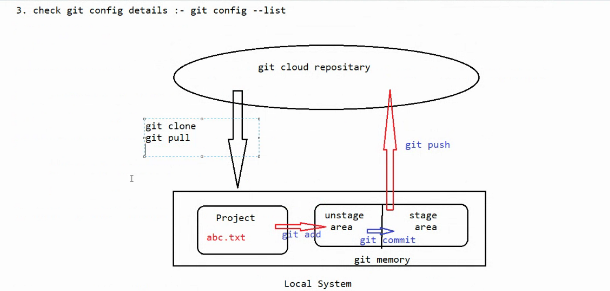 3. check git config details :- git config --list
git cloud repositary
git clone
git pull
git push
Project
abc.txt
git add
unstage
area
stage
area
git commit
git memory
Local System